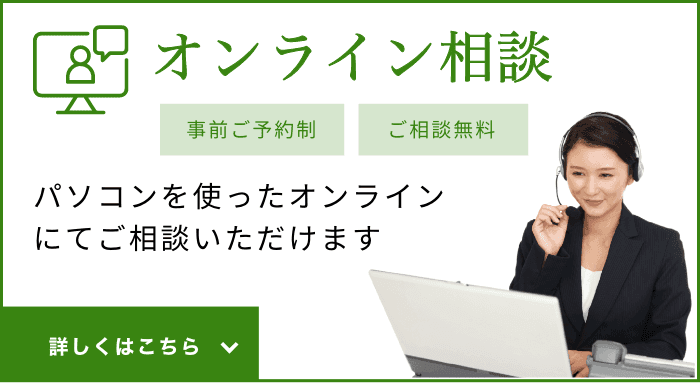 オンライン相談
事前ご予約制
ご相談無料
パソコンを使ったオンライン
にてご相談いただけます
詳しくはこちら